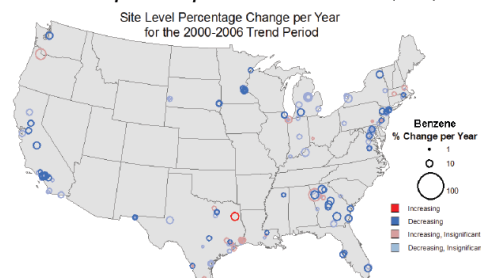 Site Level Percentage Change per Year
for the 2000-2006 Trend Period
Benzene
% Change per Year
1
10
100
Increasing
Decreasing
Increasing, Insignificant
Decreasing, Insignificant